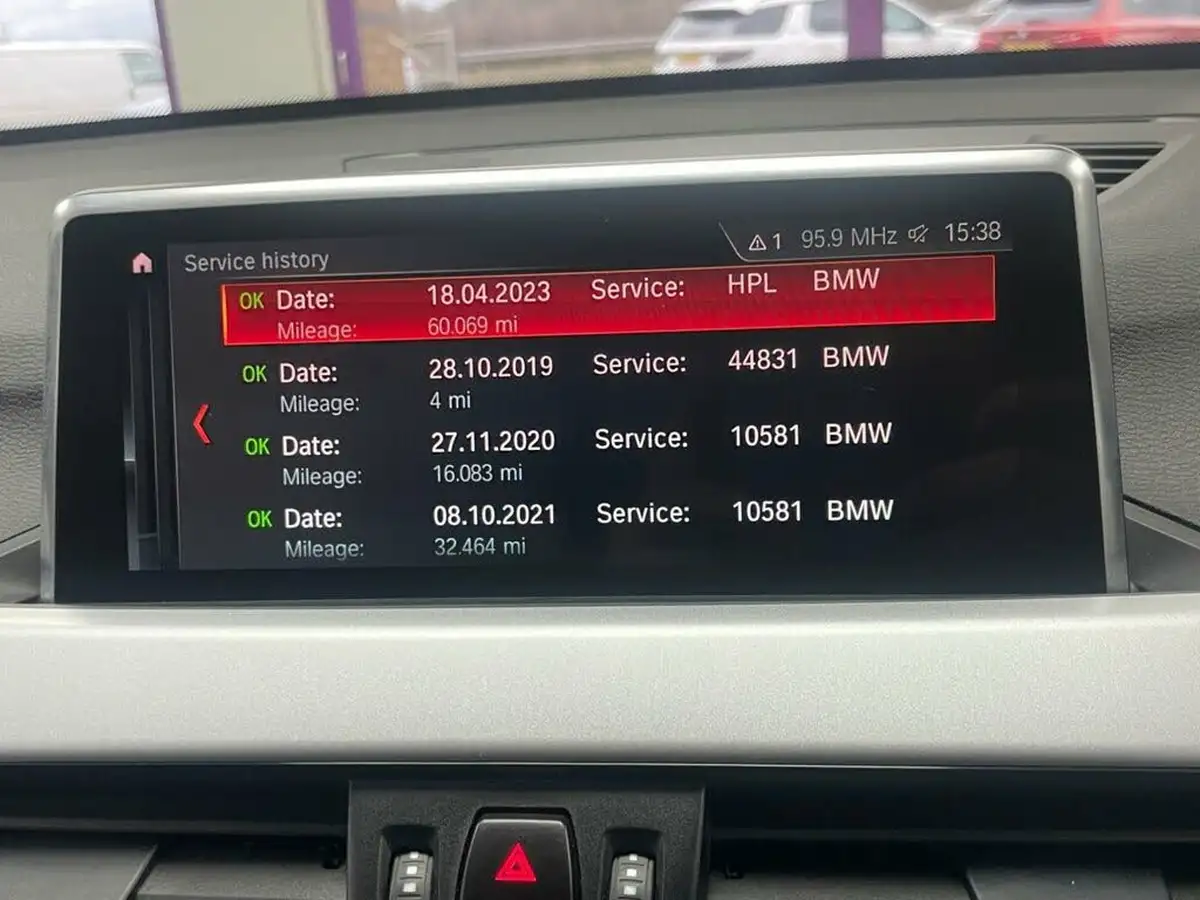 Service history
1 95.9 MHz 15:38
OK Date: 18.04.2023 Service: HPL BMW
Mileage: 60.069 mi
OK Date: 28.10.2019 Service: 44831 BMW
Mileage: 4 mi
OK Date: 27.11.2020 Service: 10581 BMW
Mileage: 16.083 mi
OK Date: 08.10.2021 Service: 10581 BMW
Mileage: 32.464 mi